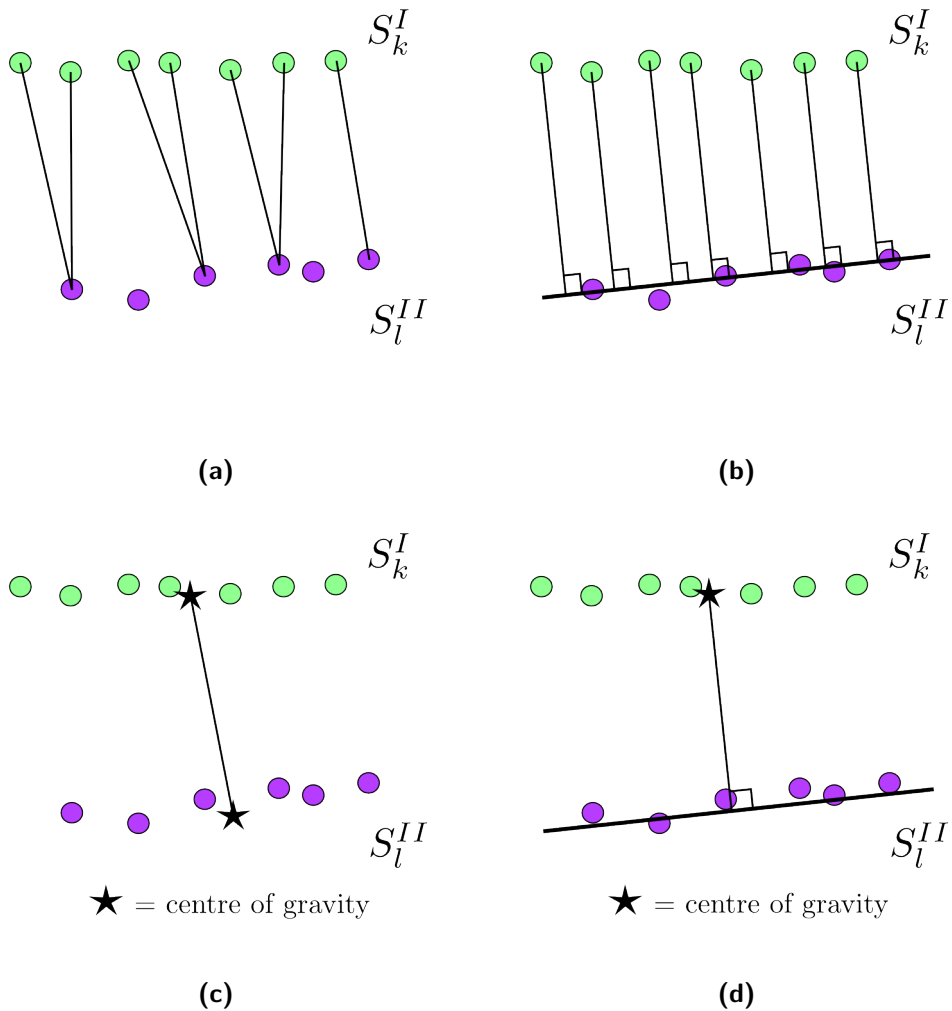 S_k^I
S_k^I
S_l^{II}
S_l^{II}
(a)
(b)
S_k^I
S_k^I
S_l^{II}
S_l^{II}
★ = centre of gravity
★ = centre of gravity
(c)
(d)